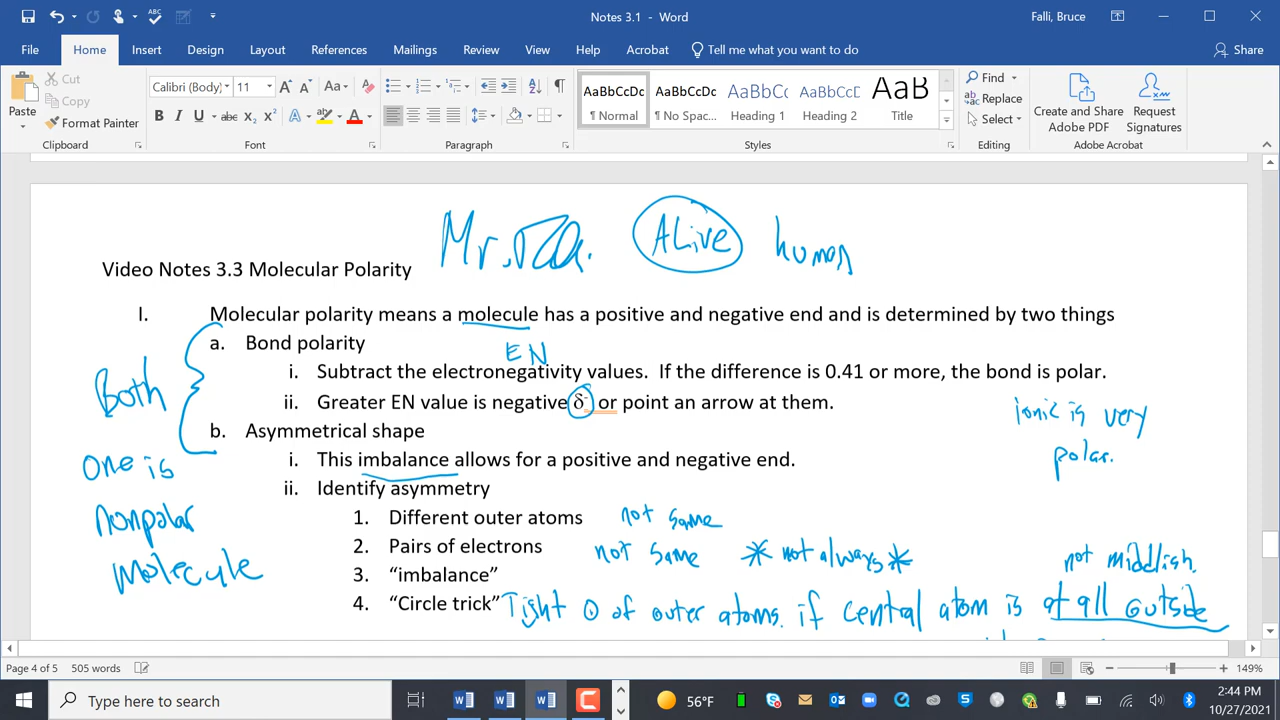 Notes 3.1 - Word
Falli, Bruce
File Home Insert Design Layout References Mailings Review View Help Acrobat Tell me what you want to do Share
Paste
Cut
Copy
Format Painter
Calibri (Body) 11
AaBbCcDc AaBbCcDc AaBbCc AaBbCcD AaB
¶ Normal ¶ No Spac... Heading 1 Heading 2 Title
Find
Replace
Select
Create and Share Adobe PDF
Request Signatures
Clipboard Font Paragraph Styles Editing Adobe Acrobat
Mr. ALive human
Video Notes 3.3 Molecular Polarity
I. Molecular polarity means a molecule has a positive and negative end and is determined by two things
a. Bond polarity
EN
i. Subtract the electronegativity values. If the difference is 0.41 or more, the bond is polar.
ii. Greater EN value is negative δ- or point an arrow at them.
Both
ionic is very
polar.
b. Asymmetrical shape
i. This imbalance allows for a positive and negative end.
one is
nonpolar
molecule
ii. Identify asymmetry
1. Different outer atoms not same
2. Pairs of electrons not same * not always * not middlish.
3. “imbalance”
4. “Circle trick” Tight of outer atoms. if central atom is at all outside
Page 4 of 5 505 words 149%
Type here to search 56°F 2:44 PM
10/27/2021